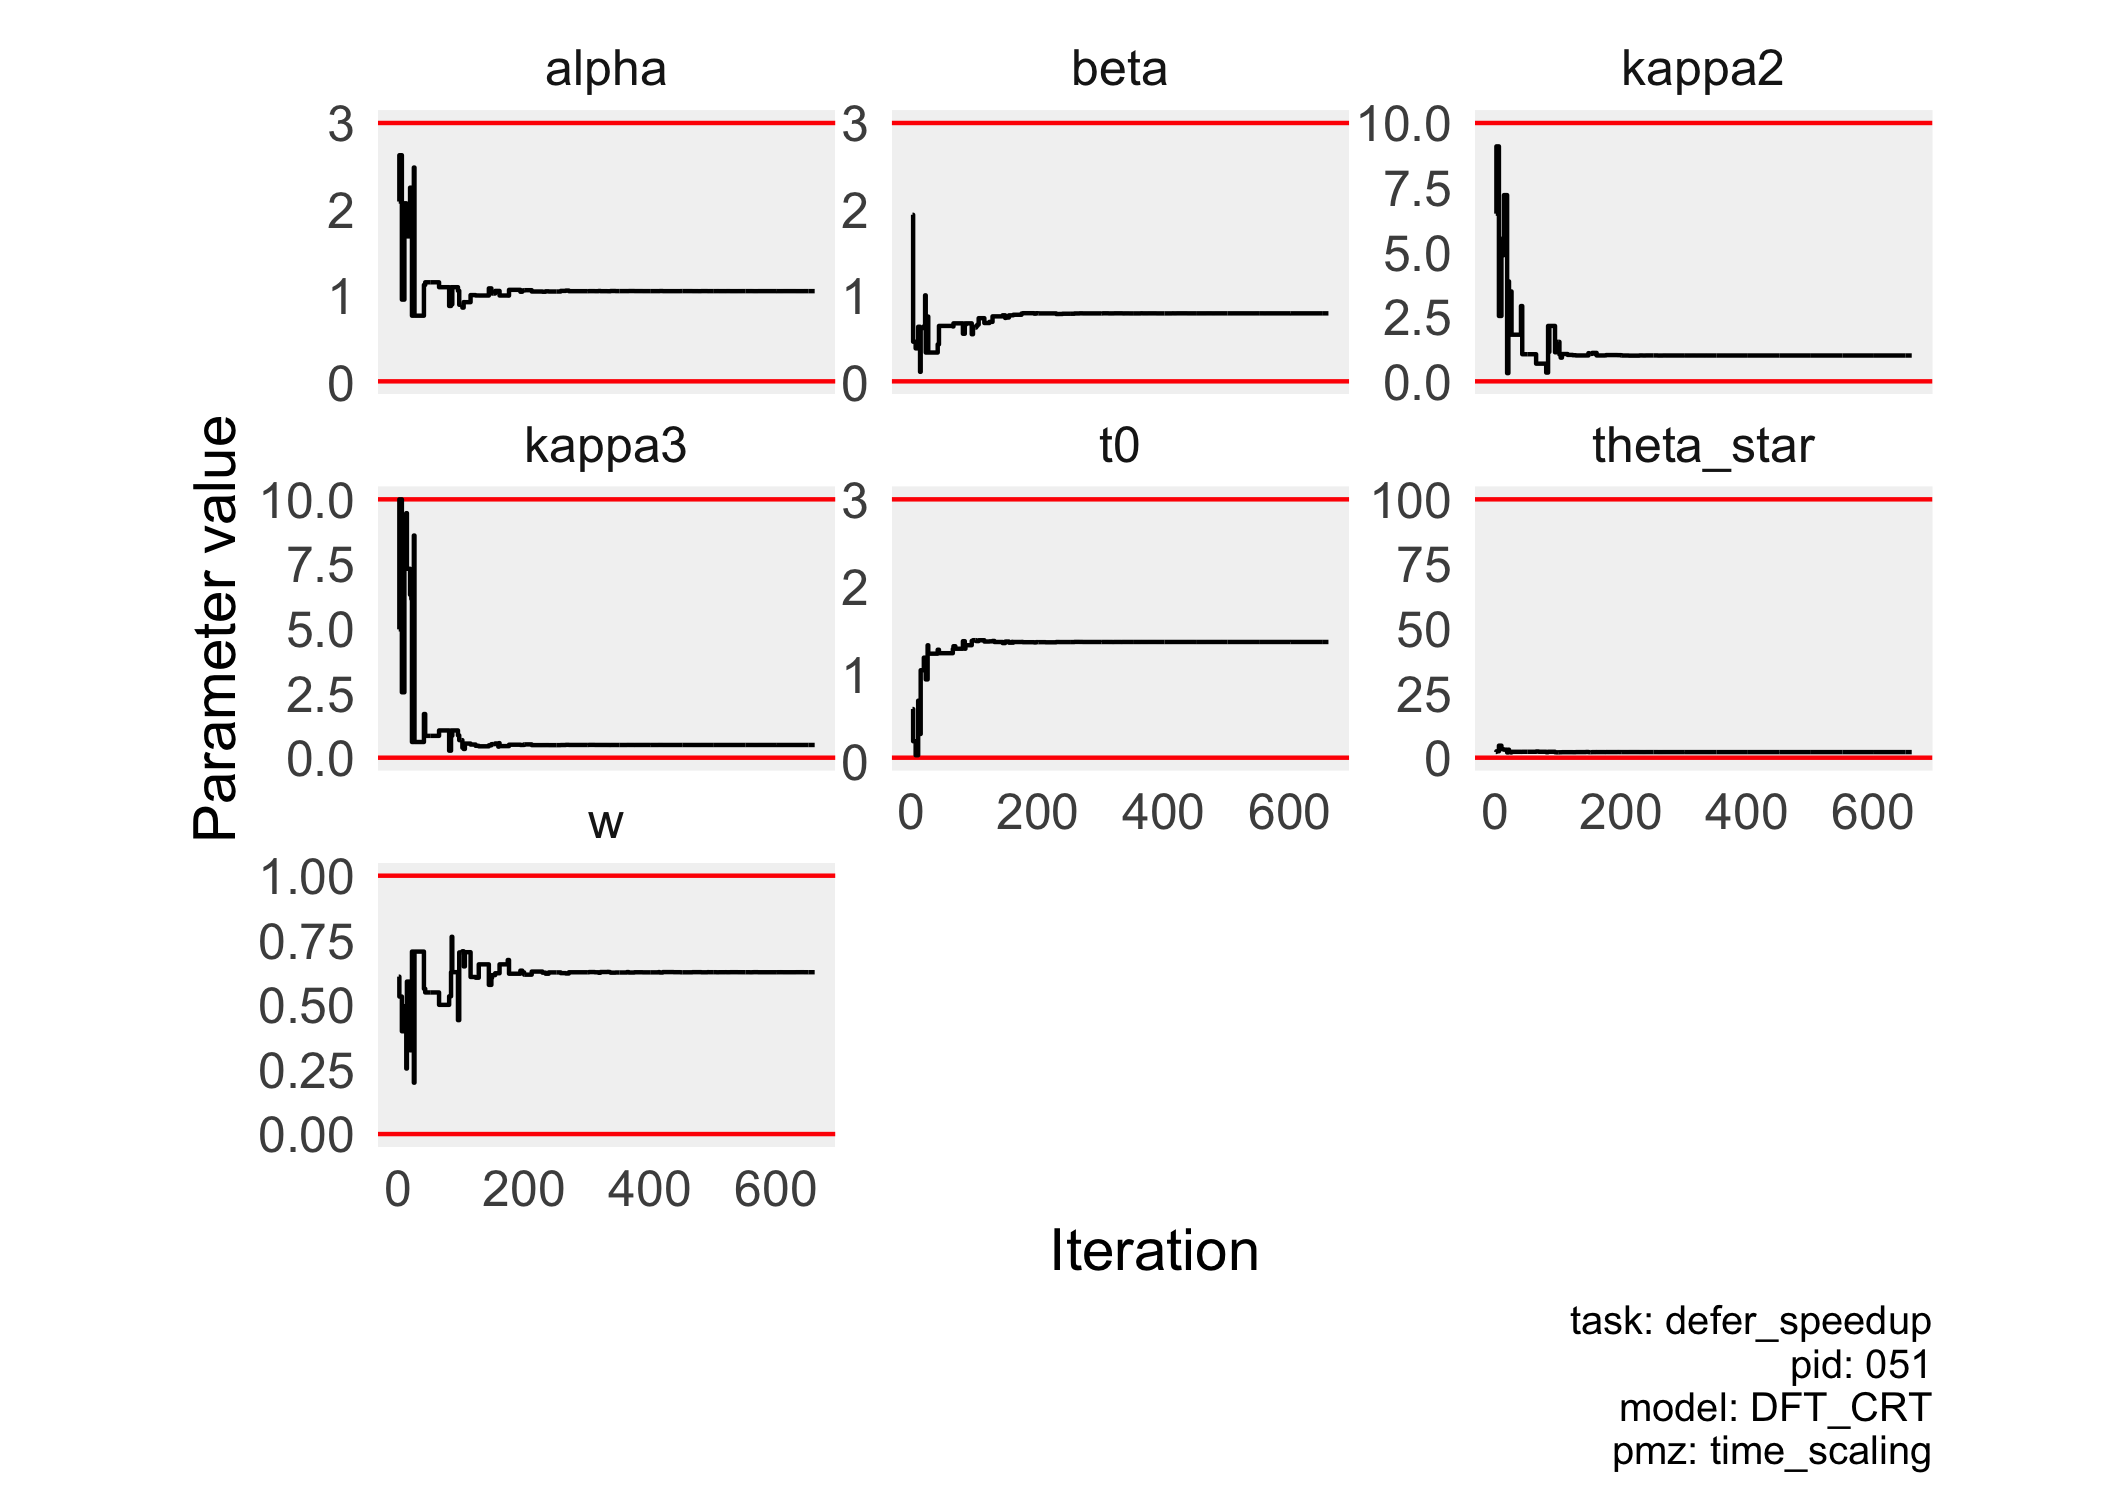 alpha
beta
kappa2
3
2
1
0
3
2
1
0
10.0
7.5
5.0
2.5
0.0
kappa3
t0
theta_star
10.0
7.5
5.0
2.5
0.0
3
2
1
0
100
75
50
25
0
0 200 400 600
0 200 400 600
w
1.00
0.75
0.50
0.25
0.00
0 200 400 600
Parameter value
Iteration
task: defer_speedup
pid: 051
model: DFT_CRT
pmz: time_scaling